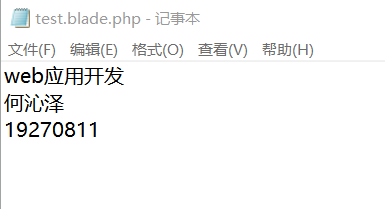 test.blade.php - 记事本
文件(F) 编辑(E) 格式(O) 查看(V) 帮助(H)
web应用开发
何沁泽
19270811